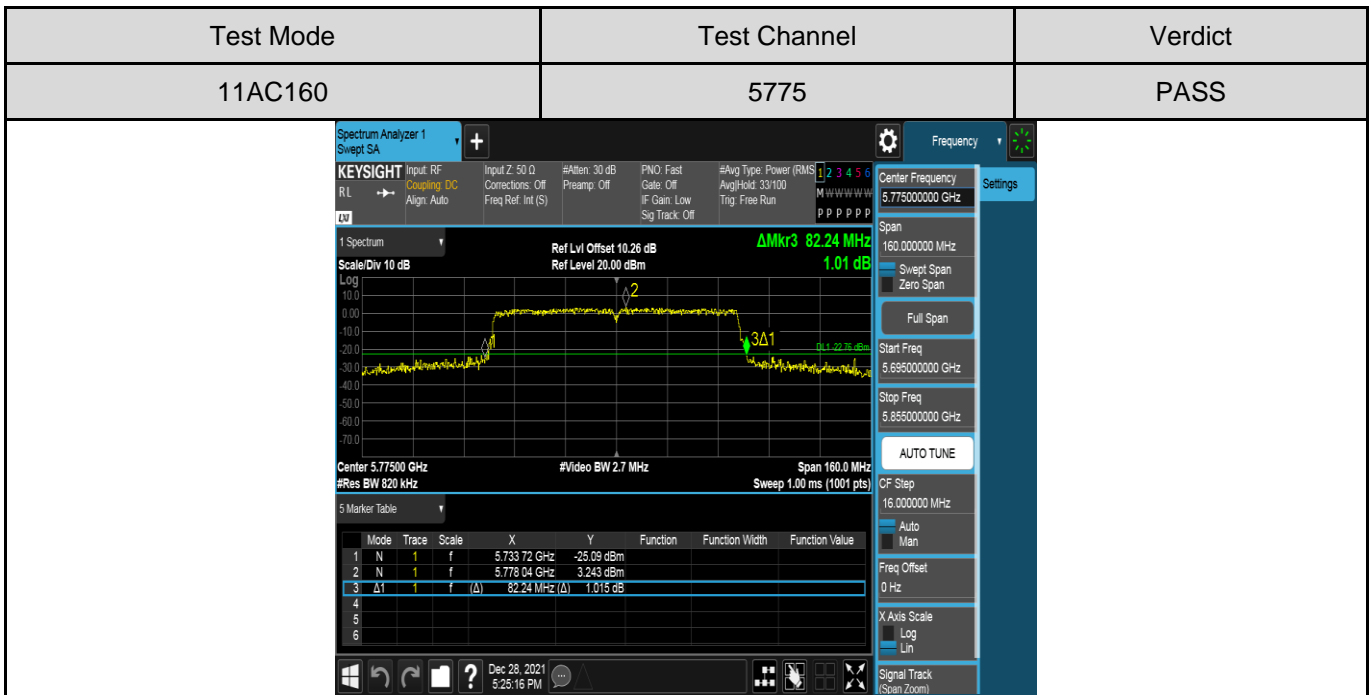 Test Mode Test Channel Verdict
11AC160 5775 PASS
Spectrum Analyzer 1
Swept SA
+
Frequency
KEYSIGHT Input: RF Input Z: 50 Ω #Atten: 30 dB PNO: Fast #Avg Type: Power (RMS 1 2 3 4 5 6
RL Coupling: DC Corrections: Off Preamp: Off Gate: Off Avg|Hold: 33/100 M W W W W W
Align: Auto Freq Ref: Int (S) IF Gain: Low Trig: Free Run
LXI Sig Track: Off P P P P P P
Center Frequency
5.775000000 GHz
Settings
1 Spectrum Ref Lvl Offset 10.26 dB ΔMkr3 82.24 MHz
Scale/Div 10 dB Ref Level 20.00 dBm 1.01 dB
Log
10.0
0.00
-10.0
-20.0
-30.0
-40.0
-50.0
-60.0
-70.0
2
3Δ1
DL1 -22.76 dBm
Center 5.77500 GHz #Video BW 2.7 MHz Span 160.0 MHz
#Res BW 820 kHz Sweep 1.00 ms (1001 pts)
Span
160.000000 MHz
Swept Span
Zero Span
Full Span
Start Freq
5.695000000 GHz
Stop Freq
5.855000000 GHz
AUTO TUNE
CF Step
16.000000 MHz
Auto
Man
Freq Offset
0 Hz
X Axis Scale
Log
Lin
Signal Track
(Span Zoom)
5 Marker Table
Mode Trace Scale X Y Function Function Width Function Value
1 N 1 f 5.733 72 GHz -25.09 dBm
2 N 1 f 5.778 04 GHz 3.243 dBm
3 Δ1 1 f (Δ) 82.24 MHz (Δ) 1.015 dB
4
5
6
? Dec 28, 2021
5:25:16 PM